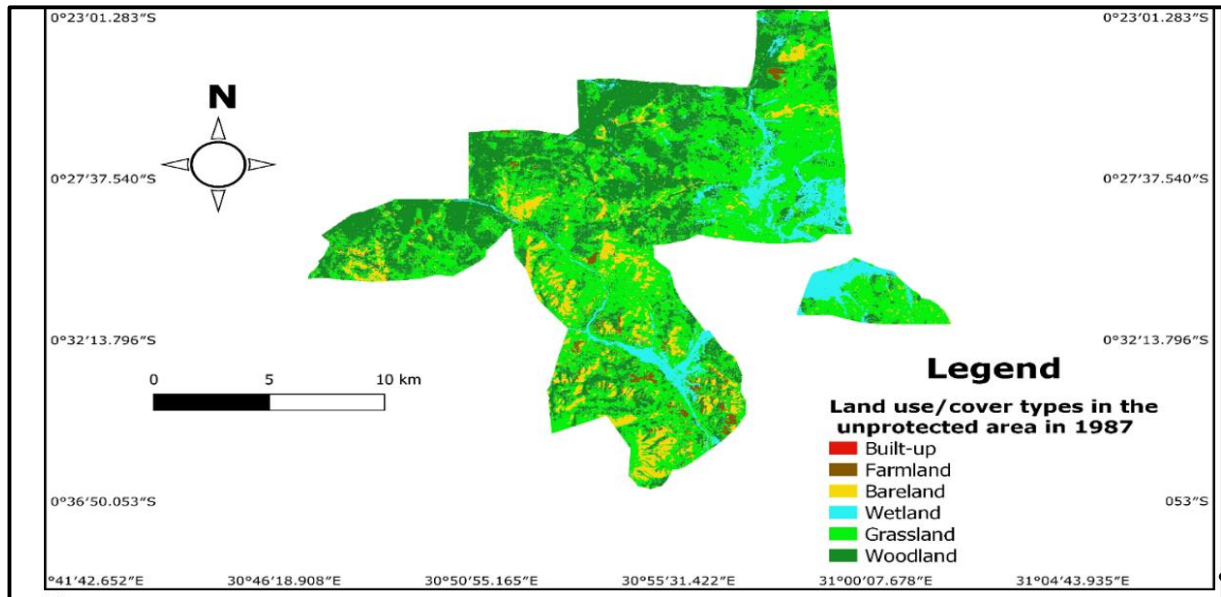 0°23′01.283″S
0°23′01.283″S
N
0°27′37.540″S
0°27′37.540″S
0°32′13.796″S
0°32′13.796″S
0 5 10 km
Legend
Land use/cover types in the
unprotected area in 1987
Built-up
Farmland
Bareland
Wetland
Grassland
Woodland
0°36′50.053″S
053″S
°41′42.652″E 30°46′18.908″E 30°50′55.165″E 30°55′31.422″E 31°00′07.678″E 31°04′43.935″E